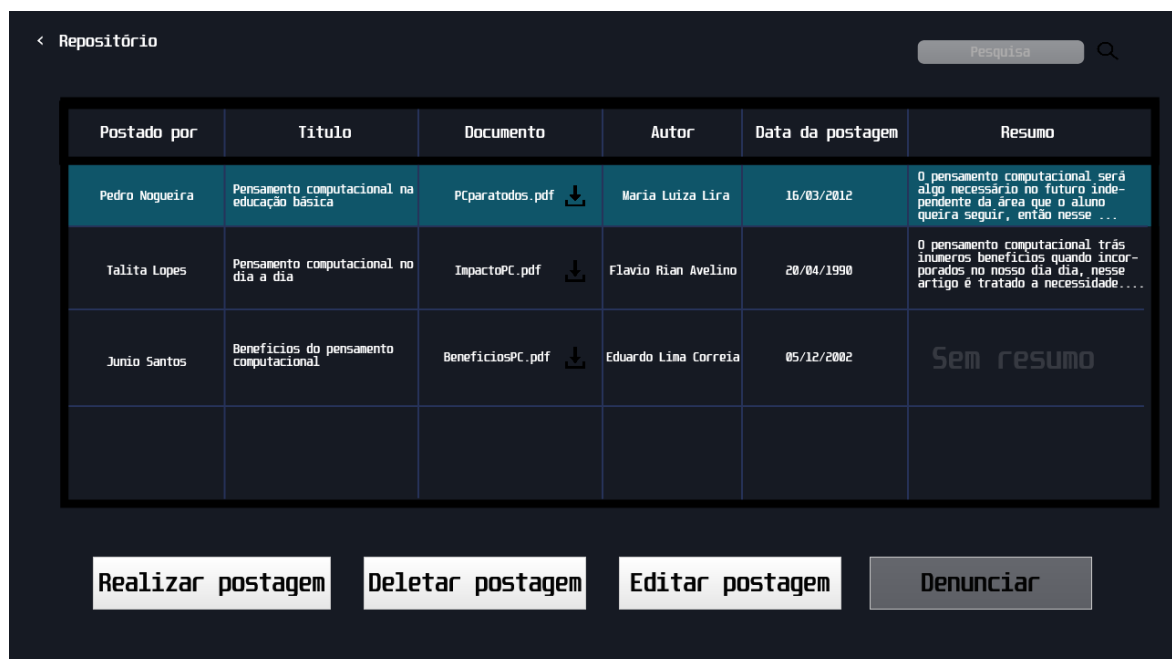 < Repositório
Pesquisa
Postado por Titulo Documento Autor Data da postagem Resumo
Pedro Nogueira
Pensamento computacional na
educação básica
PCparatodos.pdf
Maria Luiza Lira
16/03/2012
O pensamento computacional será
algo necessário no futuro inde-
pendente da área que o aluno
queira seguir, então nesse ...
Talita Lopes
Pensamento computacional no
dia a dia
ImpactoPC.pdf
Flavio Rian Avelino
20/04/1990
O pensamento computacional trás
inumeros beneficios quando incor-
porados no nosso dia dia, nesse
artigo é tratado a necessidade....
Junio Santos
Beneficios do pensamento
computacional
BeneficiosPC.pdf
Eduardo Lima Correia
05/12/2002
Sem resumo
Realizar postagem Deletar postagem Editar postagem Denunciar